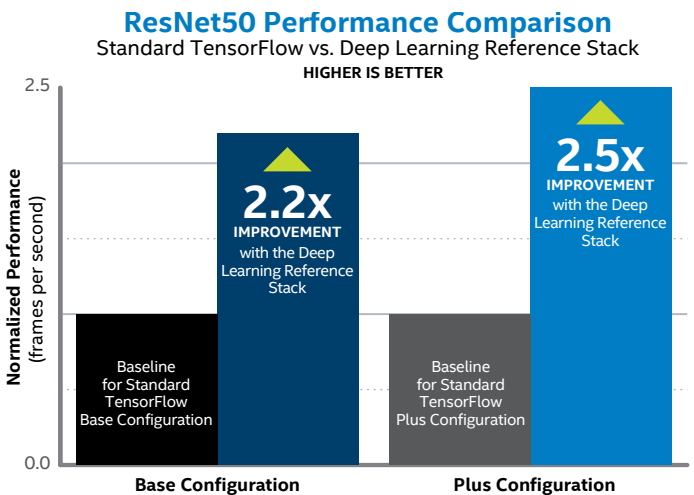 ResNet50 Performance Comparison
Standard TensorFlow vs. Deep Learning Reference Stack
HIGHER IS BETTER
Normalized Performance
(frames per second)
2.5
0.0
Baseline
for Standard
TensorFlow
Base Configuration
2.2x
IMPROVEMENT
with the Deep
Learning Reference
Stack
Baseline
for Standard
TensorFlow
Plus Configuration
2.5x
IMPROVEMENT
with the Deep
Learning Reference
Stack
Base Configuration
Plus Configuration